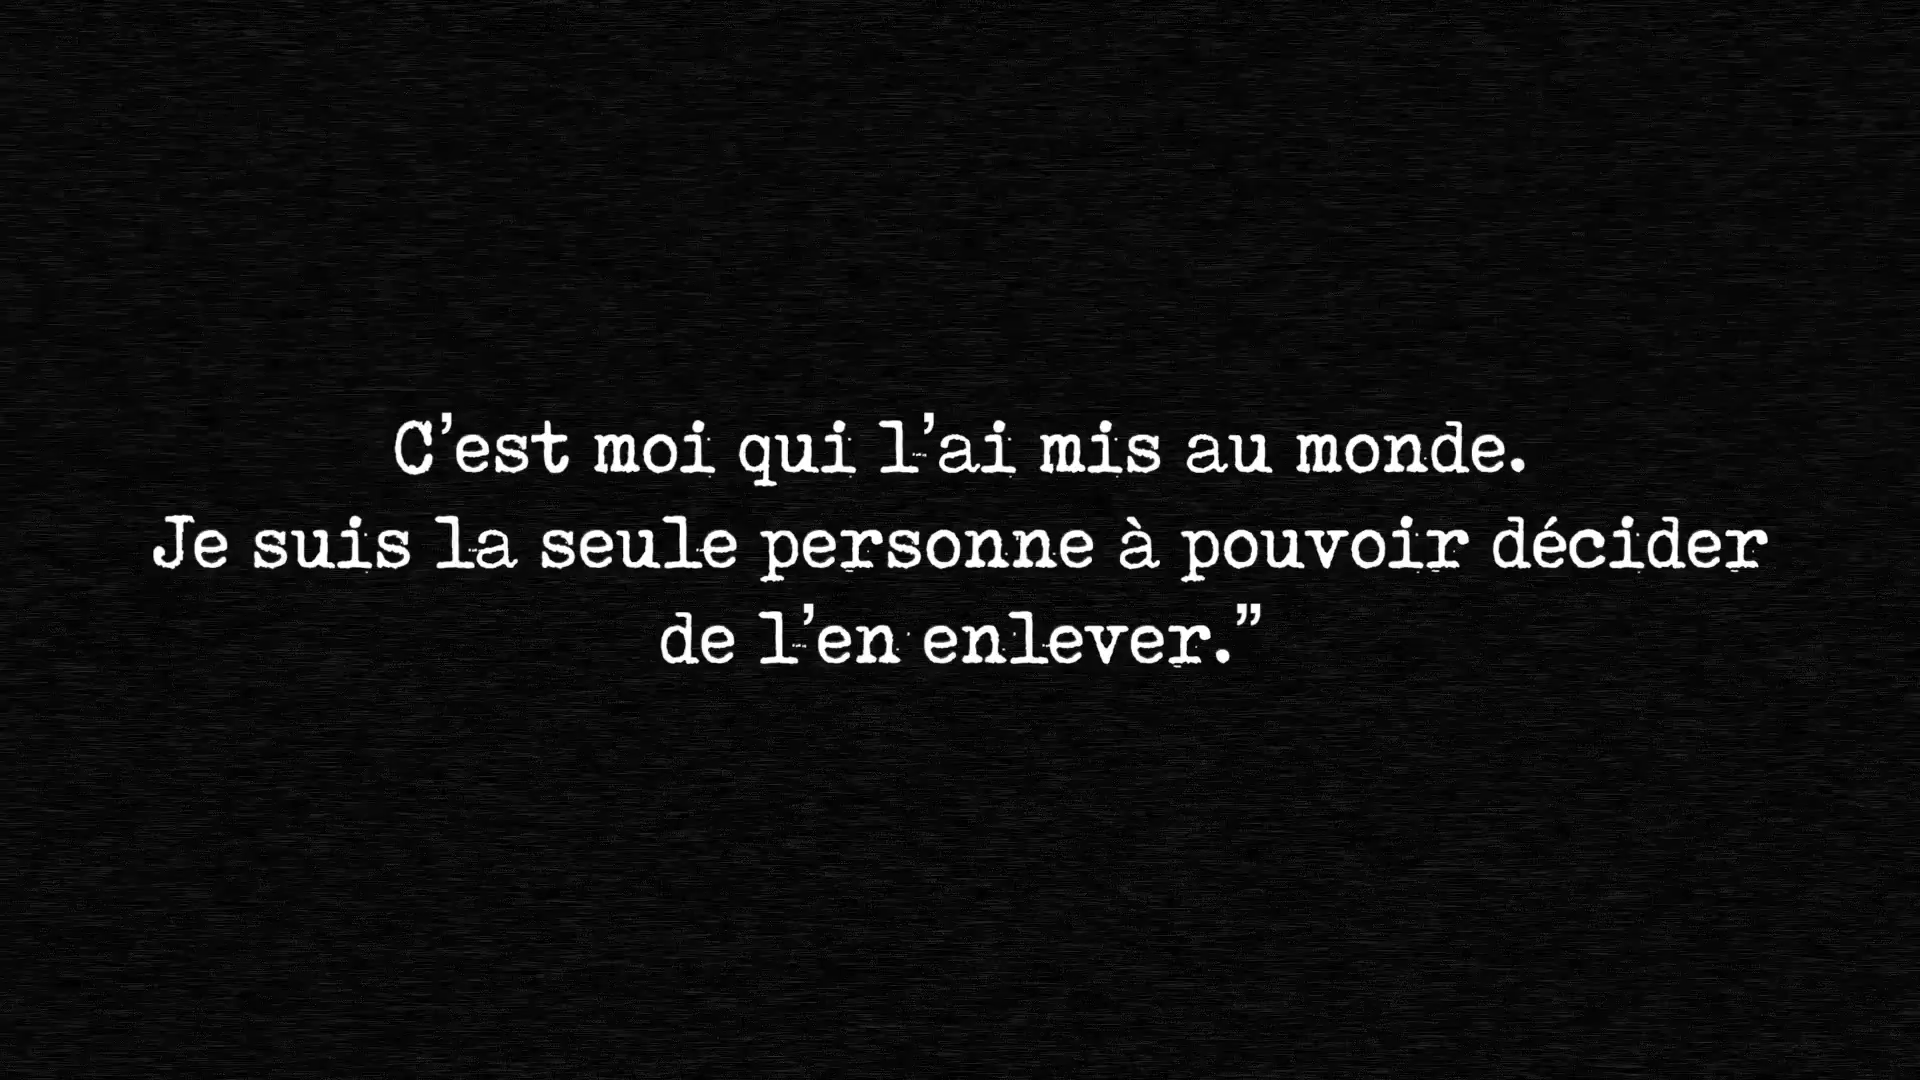 C’est moi qui l’ai mis au monde.
Je suis la seule personne à pouvoir décider
de l’en enlever.”